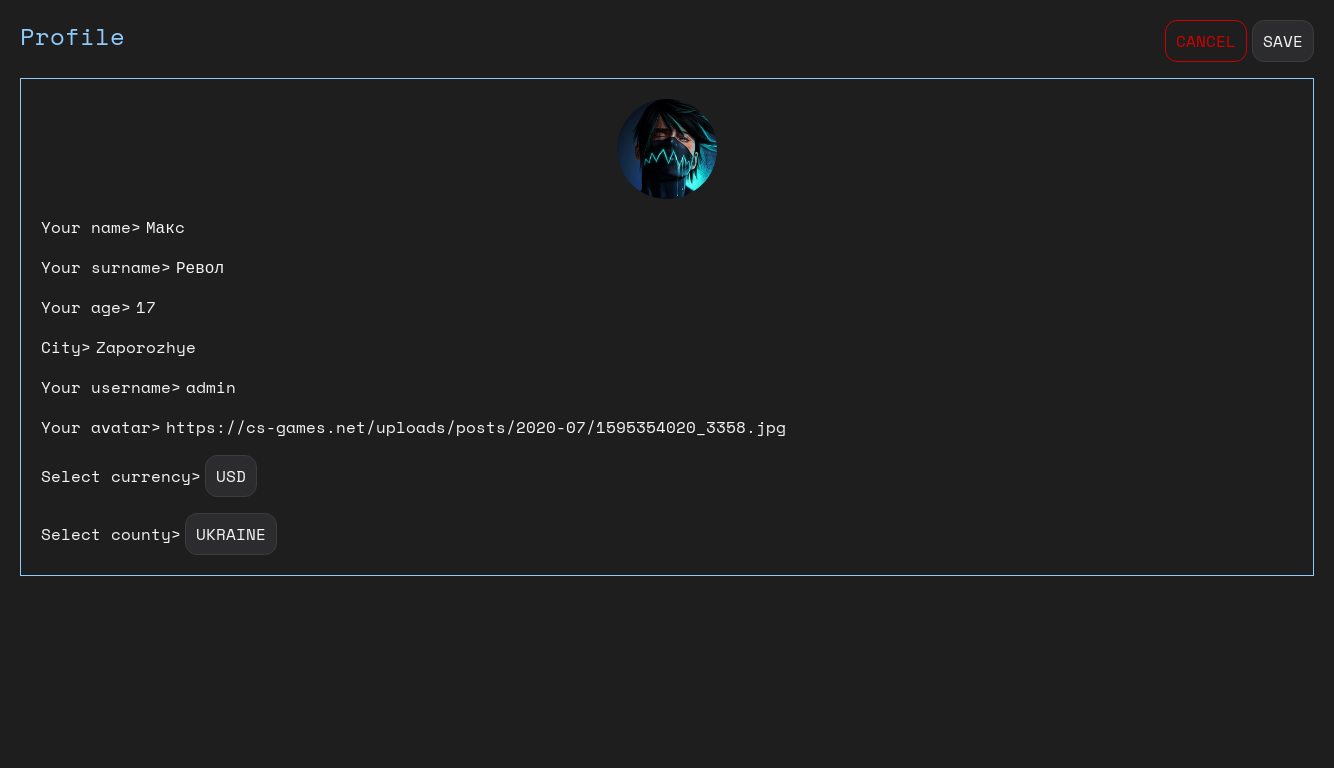 Profile
CANCEL SAVE
Your name> Макс
Your surname> Револ
Your age> 17
City> Zaporozhye
Your username> admin
Your avatar> https://cs-games.net/uploads/posts/2020-07/1595354020_3358.jpg
Select currency> USD
Select county> UKRAINE